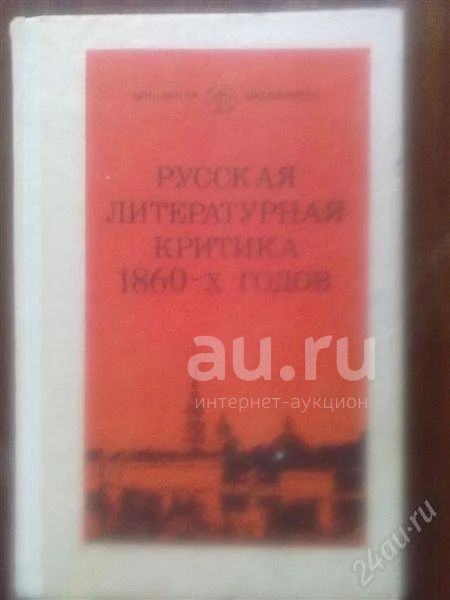 ШКОЛЬНАЯ БИБЛИОТЕКА
РУССКАЯ
ЛИТЕРАТУРНАЯ
КРИТИКА
1860-х ГОДОВ
au.ru
интернет-аукцион
24au.ru